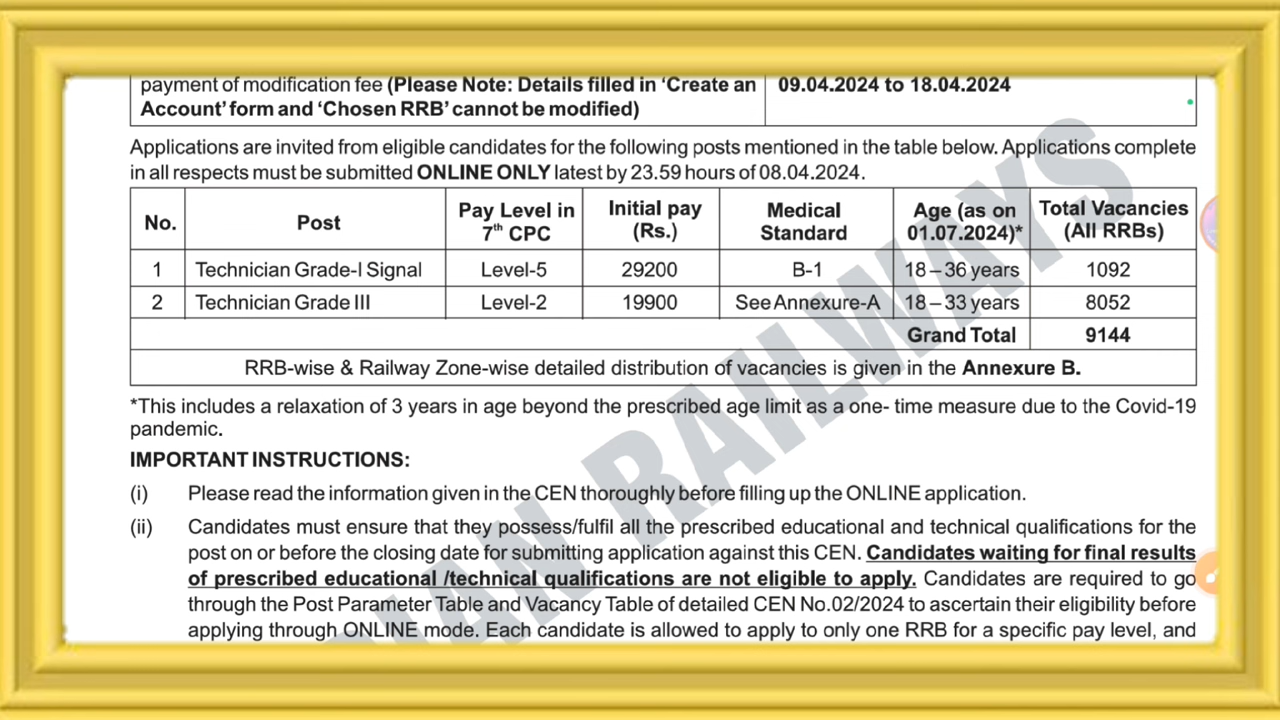 payment of modification fee (Please Note: Details filled in ‘Create an
Account’ form and ‘Chosen RRB’ cannot be modified)
09.04.2024 to 18.04.2024
Applications are invited from eligible candidates for the following posts mentioned in the table below. Applications complete
in all respects must be submitted ONLINE ONLY latest by 23.59 hours of 08.04.2024.
No. Post Pay Level in 7th CPC Initial pay (Rs.) Medical Standard Age (as on 01.07.2024)* Total Vacancies (All RRBs)
1 Technician Grade-I Signal Level-5 29200 B-1 18 – 36 years 1092
2 Technician Grade III Level-2 19900 See Annexure-A 18 – 33 years 8052
Grand Total 9144
RRB-wise & Railway Zone-wise detailed distribution of vacancies is given in the Annexure B.
*This includes a relaxation of 3 years in age beyond the prescribed age limit as a one- time measure due to the Covid-19
pandemic.
IMPORTANT INSTRUCTIONS:
(i) Please read the information given in the CEN thoroughly before filling up the ONLINE application.
(ii) Candidates must ensure that they possess/fulfil all the prescribed educational and technical qualifications for the
post on or before the closing date for submitting application against this CEN. Candidates waiting for final results
of prescribed educational /technical qualifications are not eligible to apply. Candidates are required to go
through the Post Parameter Table and Vacancy Table of detailed CEN No.02/2024 to ascertain their eligibility before
applying through ONLINE mode. Each candidate is allowed to apply to only one RRB for a specific pay level, and
IAN RAILWAYS